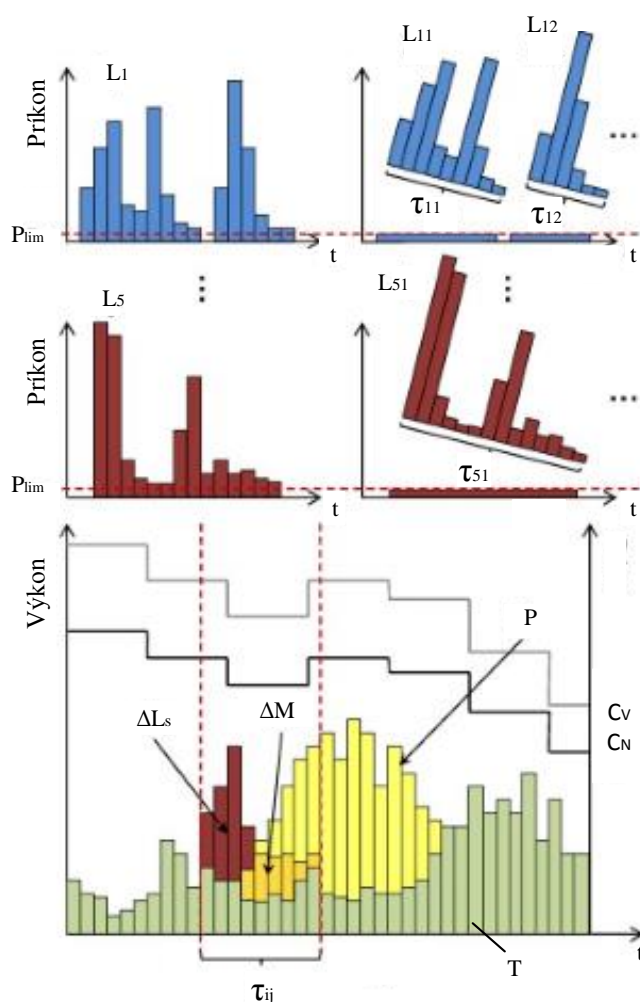 L1
L11
L12
Príkon
...
τ11
τ12
Plim
t
t
...
...
L5
L51
Príkon
...
τ51
Plim
t
t
Výkon
P
ΔLs
ΔM
CV
CN
t
T
τij